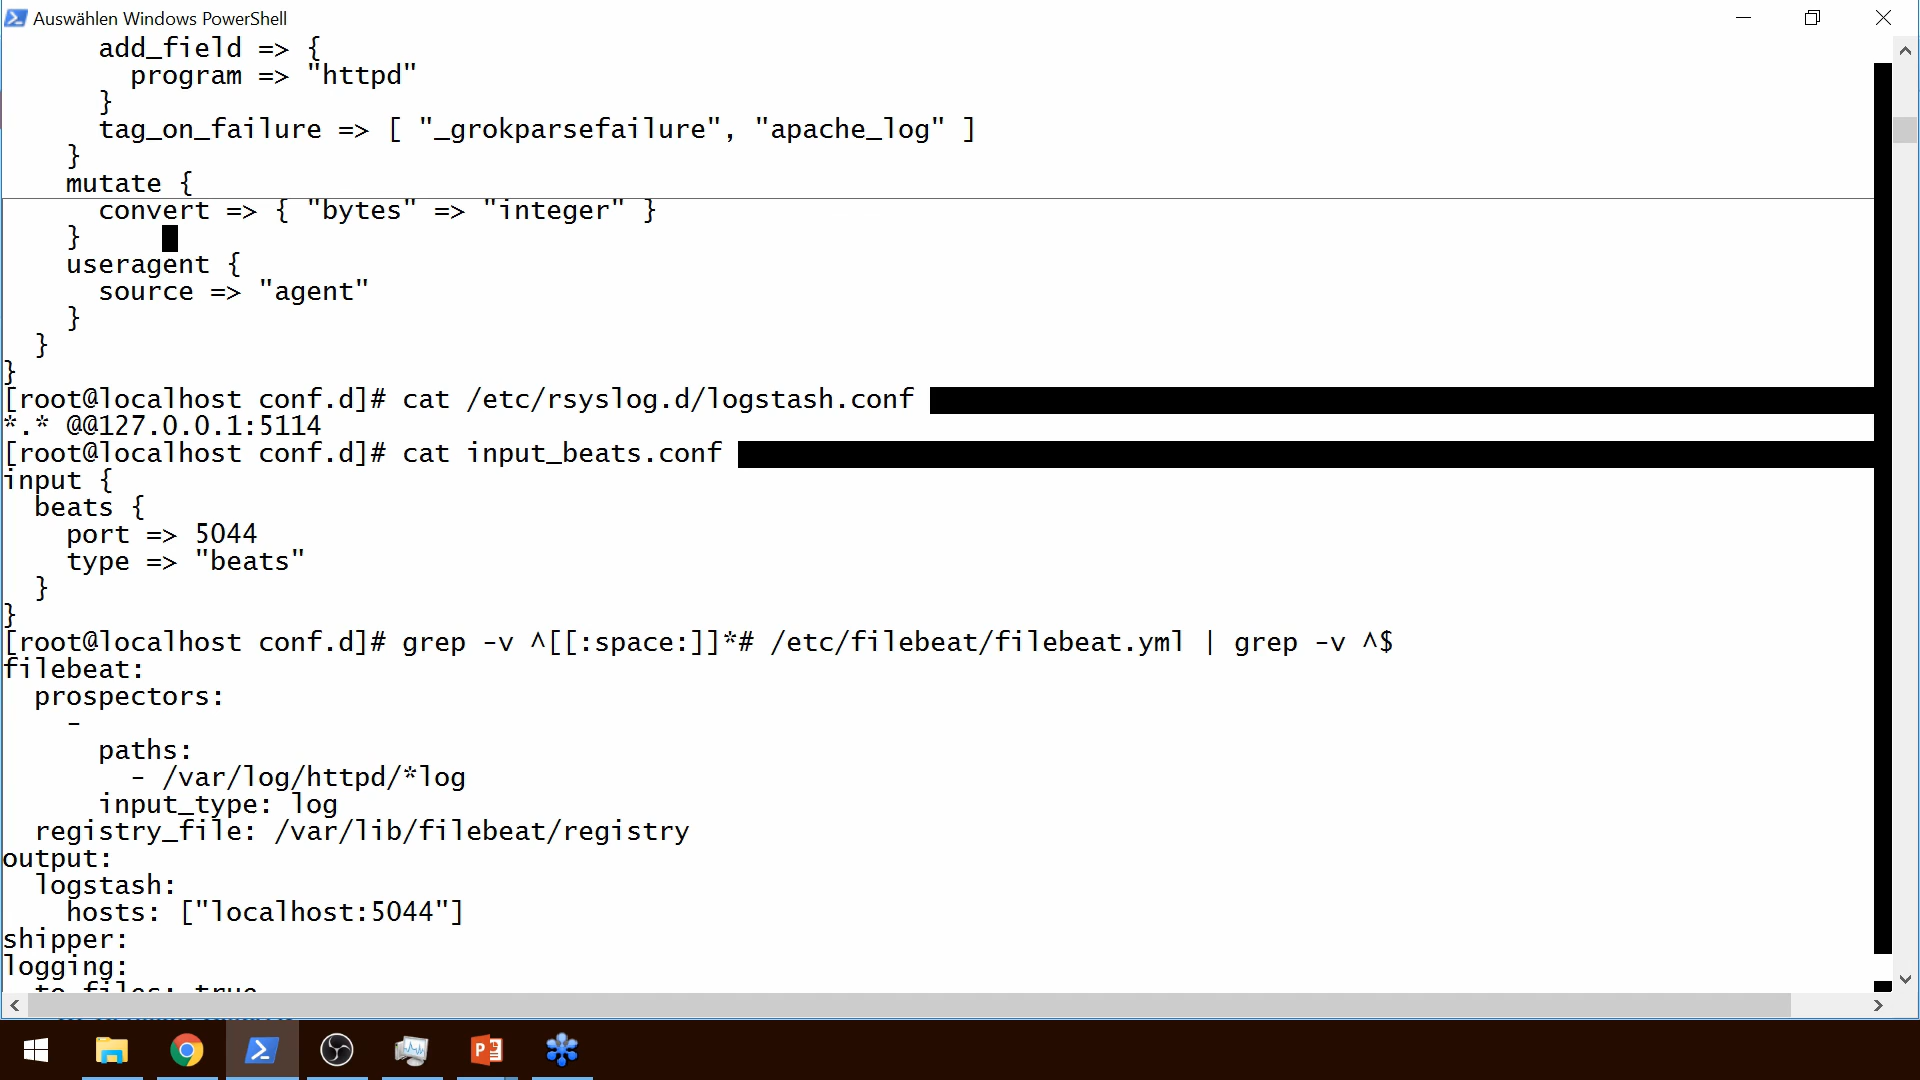 Auswählen Windows PowerShell
      add_field => {
        program => "httpd"
      }
      tag_on_failure => [ "_grokparsefailure", "apache_log" ]
    }
    mutate {
      convert => { "bytes" => "integer" }
    }
    useragent {
      source => "agent"
    }
  }
}
[root@localhost conf.d]# cat /etc/rsyslog.d/logstash.conf
*.* @@127.0.0.1:5114
[root@localhost conf.d]# cat input_beats.conf
input {
  beats {
    port => 5044
    type => "beats"
  }
}
[root@localhost conf.d]# grep -v ^[[:space:]]*# /etc/filebeat/filebeat.yml | grep -v ^$
filebeat:
  prospectors:
    -
      paths:
        - /var/log/httpd/*log
      input_type: log
  registry_file: /var/lib/filebeat/registry
output:
  logstash:
    hosts: ["localhost:5044"]
shipper:
logging:
  to_files: true